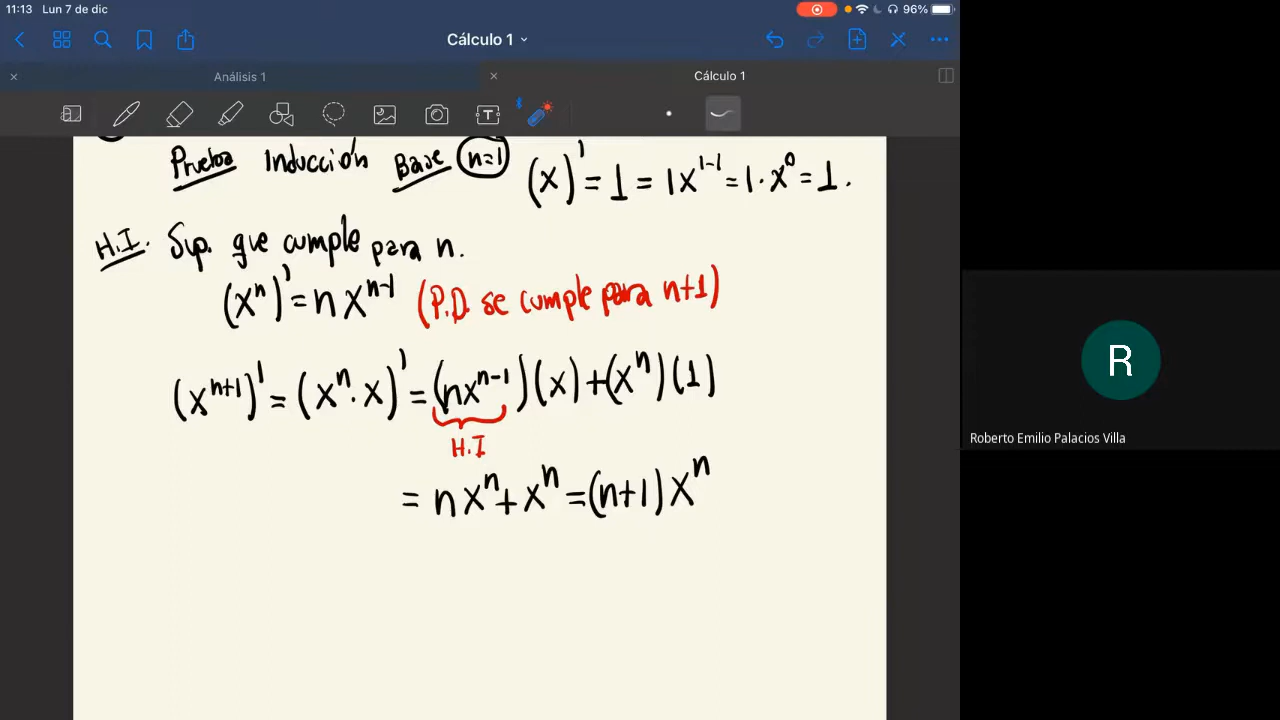 11:13 Lun 7 de dic 96%
Cálculo 1
Análisis 1 Cálculo 1
Prueba Inducción Base n=1 (x)' = 1 = 1x^{1-1} = 1·x^0 = 1.
H.I. Sup. que cumple para n.
(x^n)' = n x^{n-1} (P.D. se cumple para n+1)
(x^{n+1})' = (x^n · x)' = (nx^{n-1})(x) + (x^n)(1)
H.I
= nx^n + x^n = (n+1)x^n
R
Roberto Emilio Palacios Villa